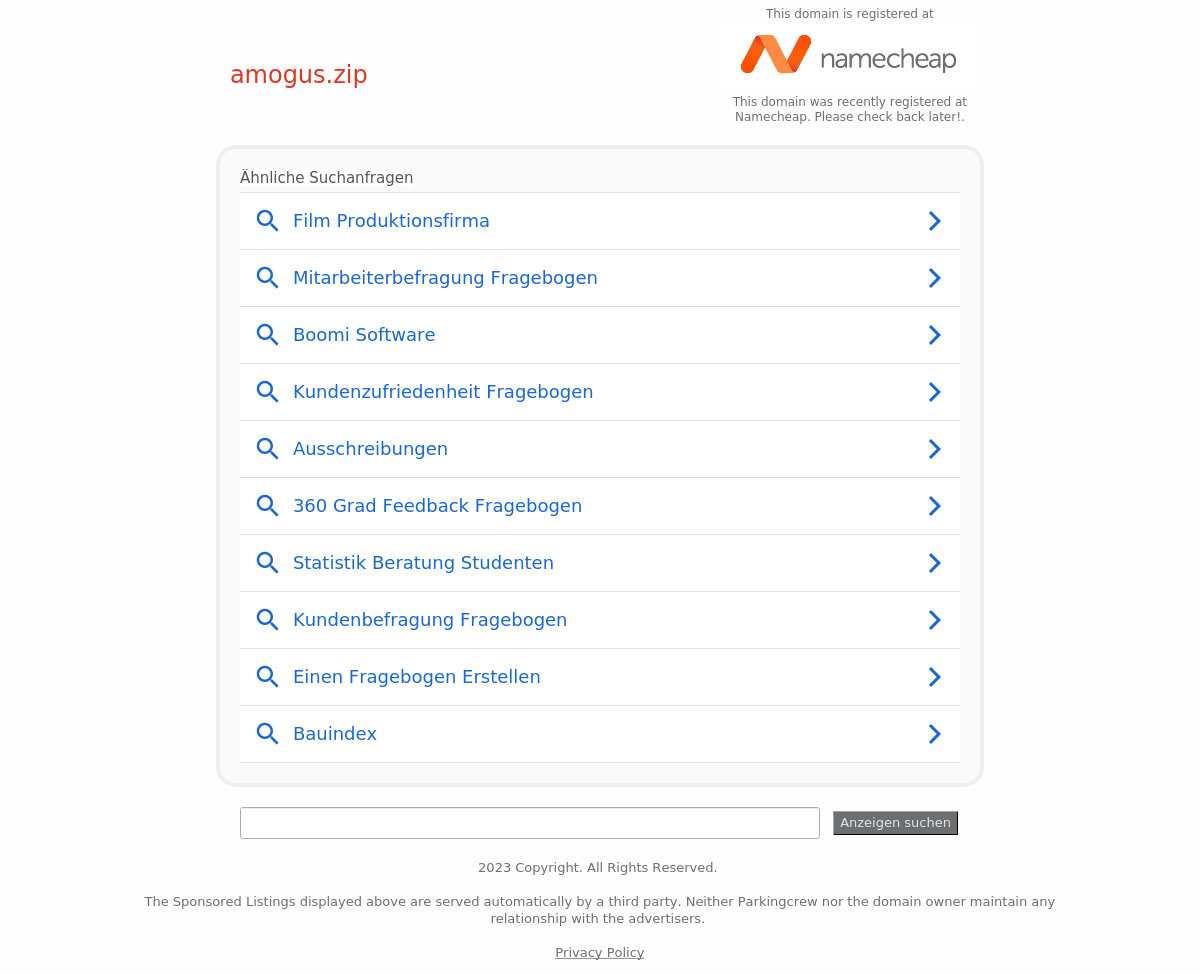 This domain is registered at
namecheap
amogus.zip
This domain was recently registered at
Namecheap. Please check back later!.
Ähnliche Suchanfragen
Film Produktionsfirma
Mitarbeiterbefragung Fragebogen
Boomi Software
Kundenzufriedenheit Fragebogen
Ausschreibungen
360 Grad Feedback Fragebogen
Statistik Beratung Studenten
Kundenbefragung Fragebogen
Einen Fragebogen Erstellen
Bauindex
Anzeigen suchen
2023 Copyright. All Rights Reserved.
The Sponsored Listings displayed above are served automatically by a third party. Neither Parkingcrew nor the domain owner maintain any
relationship with the advertisers.
Privacy Policy